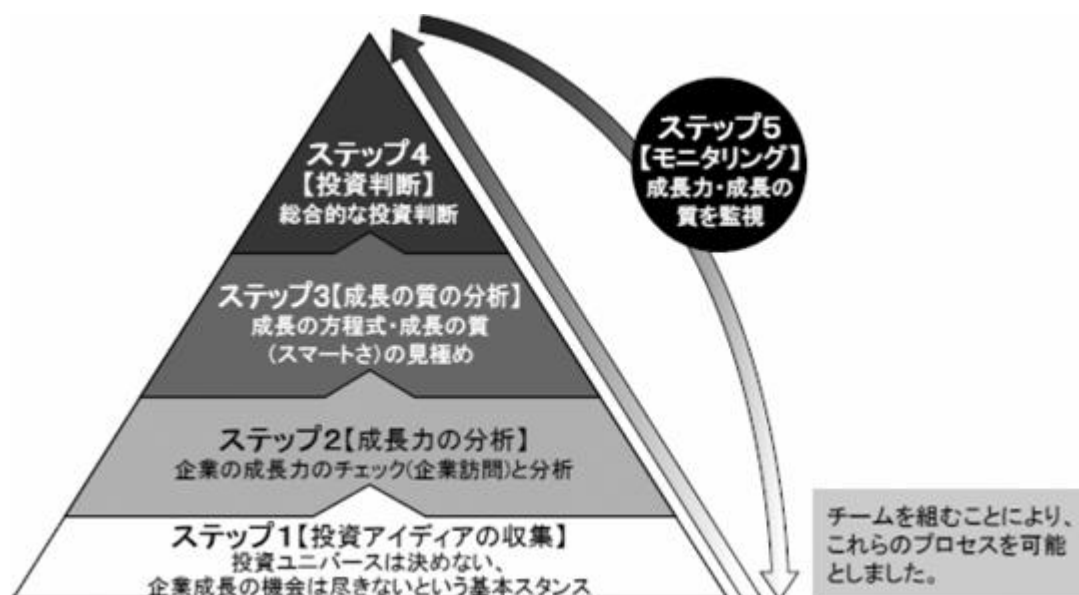 ステップ4
【投資判断】
総合的な投資判断
ステップ3【成長の質の分析】
成長の方程式・成長の質
(スマートさ)の見極め
ステップ2【成長力の分析】
企業の成長力のチェック(企業訪問)と分析
ステップ1【投資アイディアの収集】
投資ユニバースは決めない、
企業成長の機会は尽きないという基本スタンス
ステップ5
【モニタリング】
成長力・成長の
質を監視
チームを組むことにより、
これらのプロセスを可能
としました。